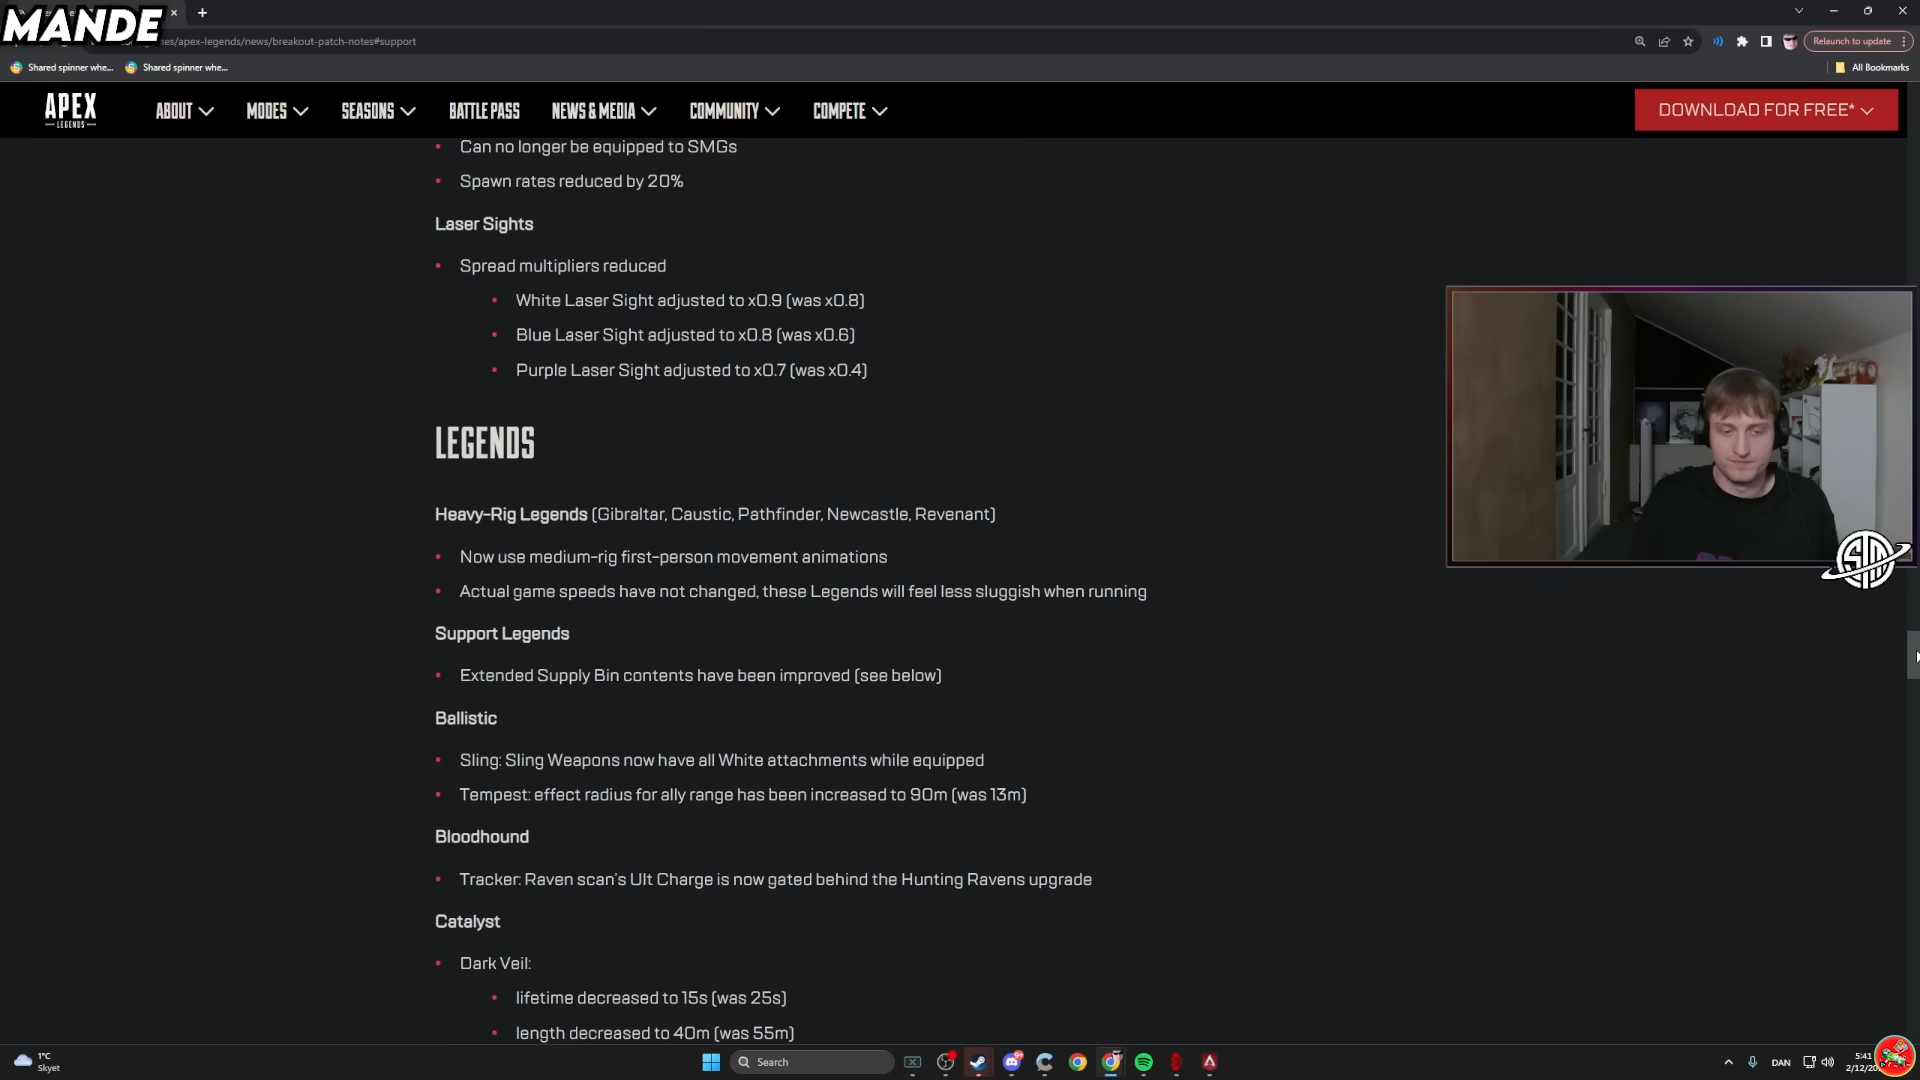 MANDE
es/apex-legends/news/breakout-patch-notes#support
Relaunch to update
Shared spinner whe...
Shared spinner whe...
All Bookmarks
APEX
LEGENDS
ABOUT
MODES
SEASONS
BATTLE PASS
NEWS & MEDIA
COMMUNITY
COMPETE
DOWNLOAD FOR FREE*
Can no longer be equipped to SMGs
Spawn rates reduced by 20%
Laser Sights
Spread multipliers reduced
White Laser Sight adjusted to x0.9 (was x0.8)
Blue Laser Sight adjusted to x0.8 (was x0.6)
Purple Laser Sight adjusted to x0.7 (was x0.4)
LEGENDS
Heavy-Rig Legends (Gibraltar, Caustic, Pathfinder, Newcastle, Revenant)
Now use medium-rig first-person movement animations
Actual game speeds have not changed, these Legends will feel less sluggish when running
Support Legends
Extended Supply Bin contents have been improved (see below)
Ballistic
Sling: Sling Weapons now have all White attachments while equipped
Tempest: effect radius for ally range has been increased to 90m (was 13m)
Bloodhound
Tracker: Raven scan's Ult Charge is now gated behind the Hunting Ravens upgrade
Catalyst
Dark Veil:
lifetime decreased to 15s (was 25s)
length decreased to 40m (was 55m)
TSM
1°C
Skyet
Search
DAN
5:41
2/12/20